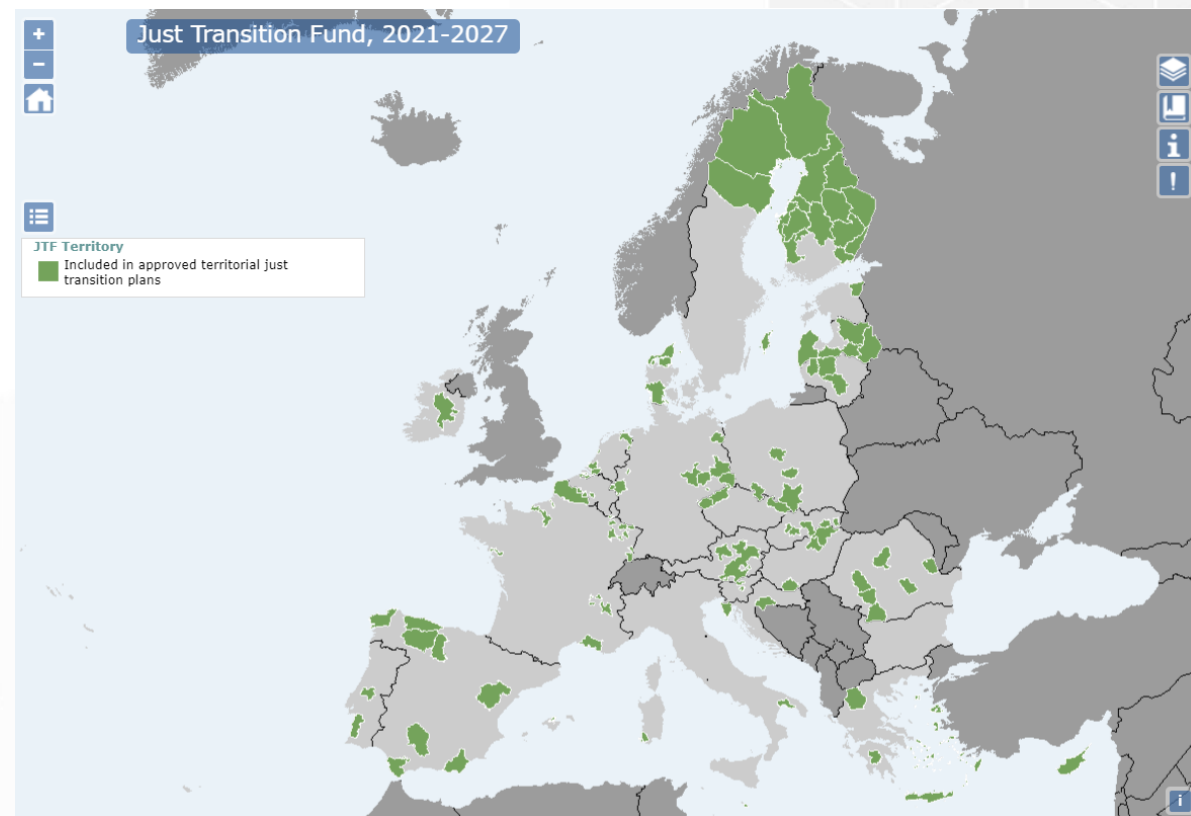 +
Just Transition Fund, 2021-2027
−
i
!
JTF Territory
Included in approved territorial just
transition plans
i